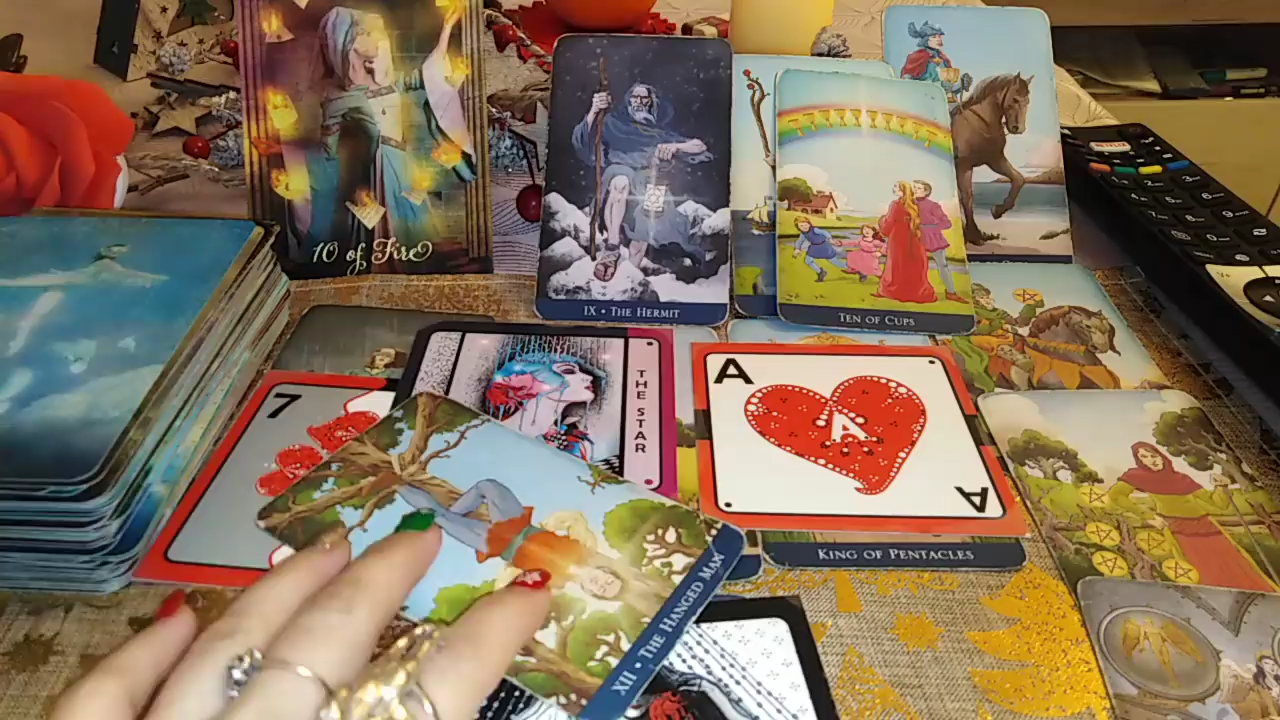 10 of Fire
IX • THE HERMIT
TEN OF CUPS
NETFLIX
7
THE STAR
A
A
A
KING OF PENTACLES
XII • THE HANGED MAN